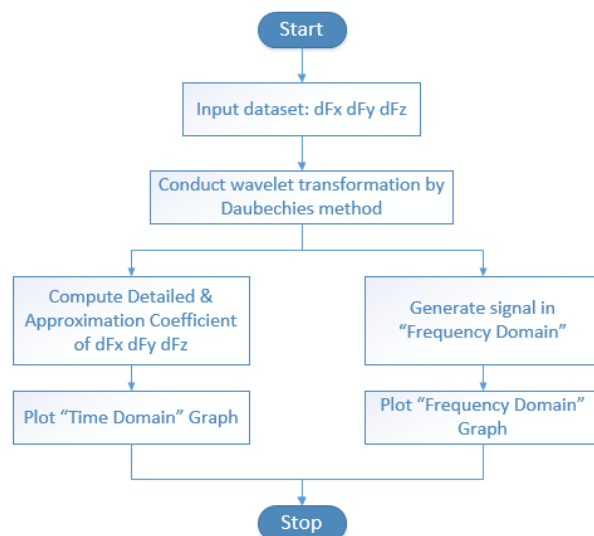 Start
Input dataset: dFx dFy dFz
Conduct wavelet transformation by
Daubechies method
Compute Detailed &
Approximation Coefficient
of dFx dFy dFz
Generate signal in
“Frequency Domain”
Plot “Time Domain” Graph
Plot “Frequency Domain”
Graph
Stop